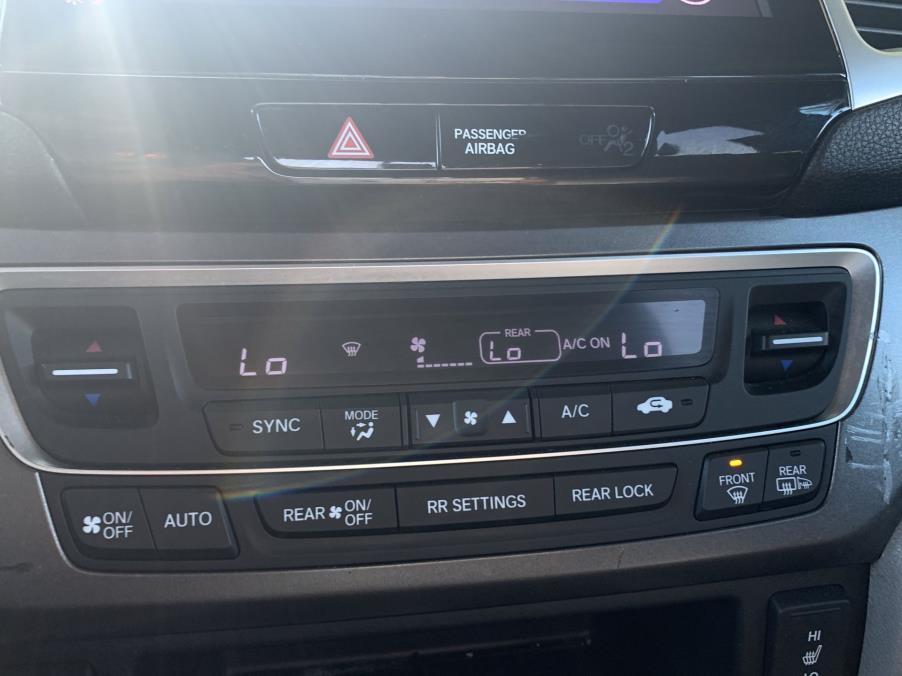 PASSENGER
AIRBAG
OFF
2
REAR
Lo
Lo
A/C ON
Lo
SYNC
MODE
A/C
ON/
OFF
AUTO
REAR ON/
OFF
RR SETTINGS
REAR LOCK
FRONT
REAR
HI